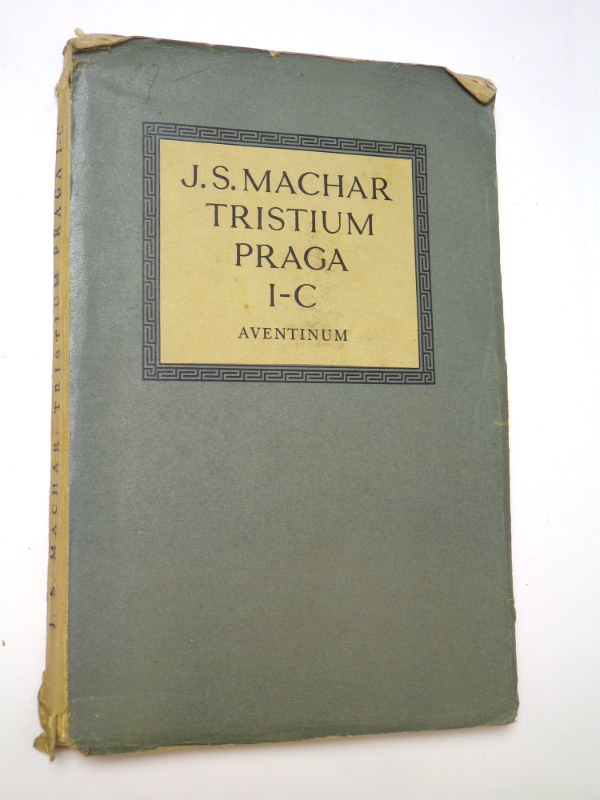 J. S. MACHAR
TRISTIUM
PRAGA
I-C
AVENTINUM
J. S. MACHAR: TRISTIUM PRAGA I-C